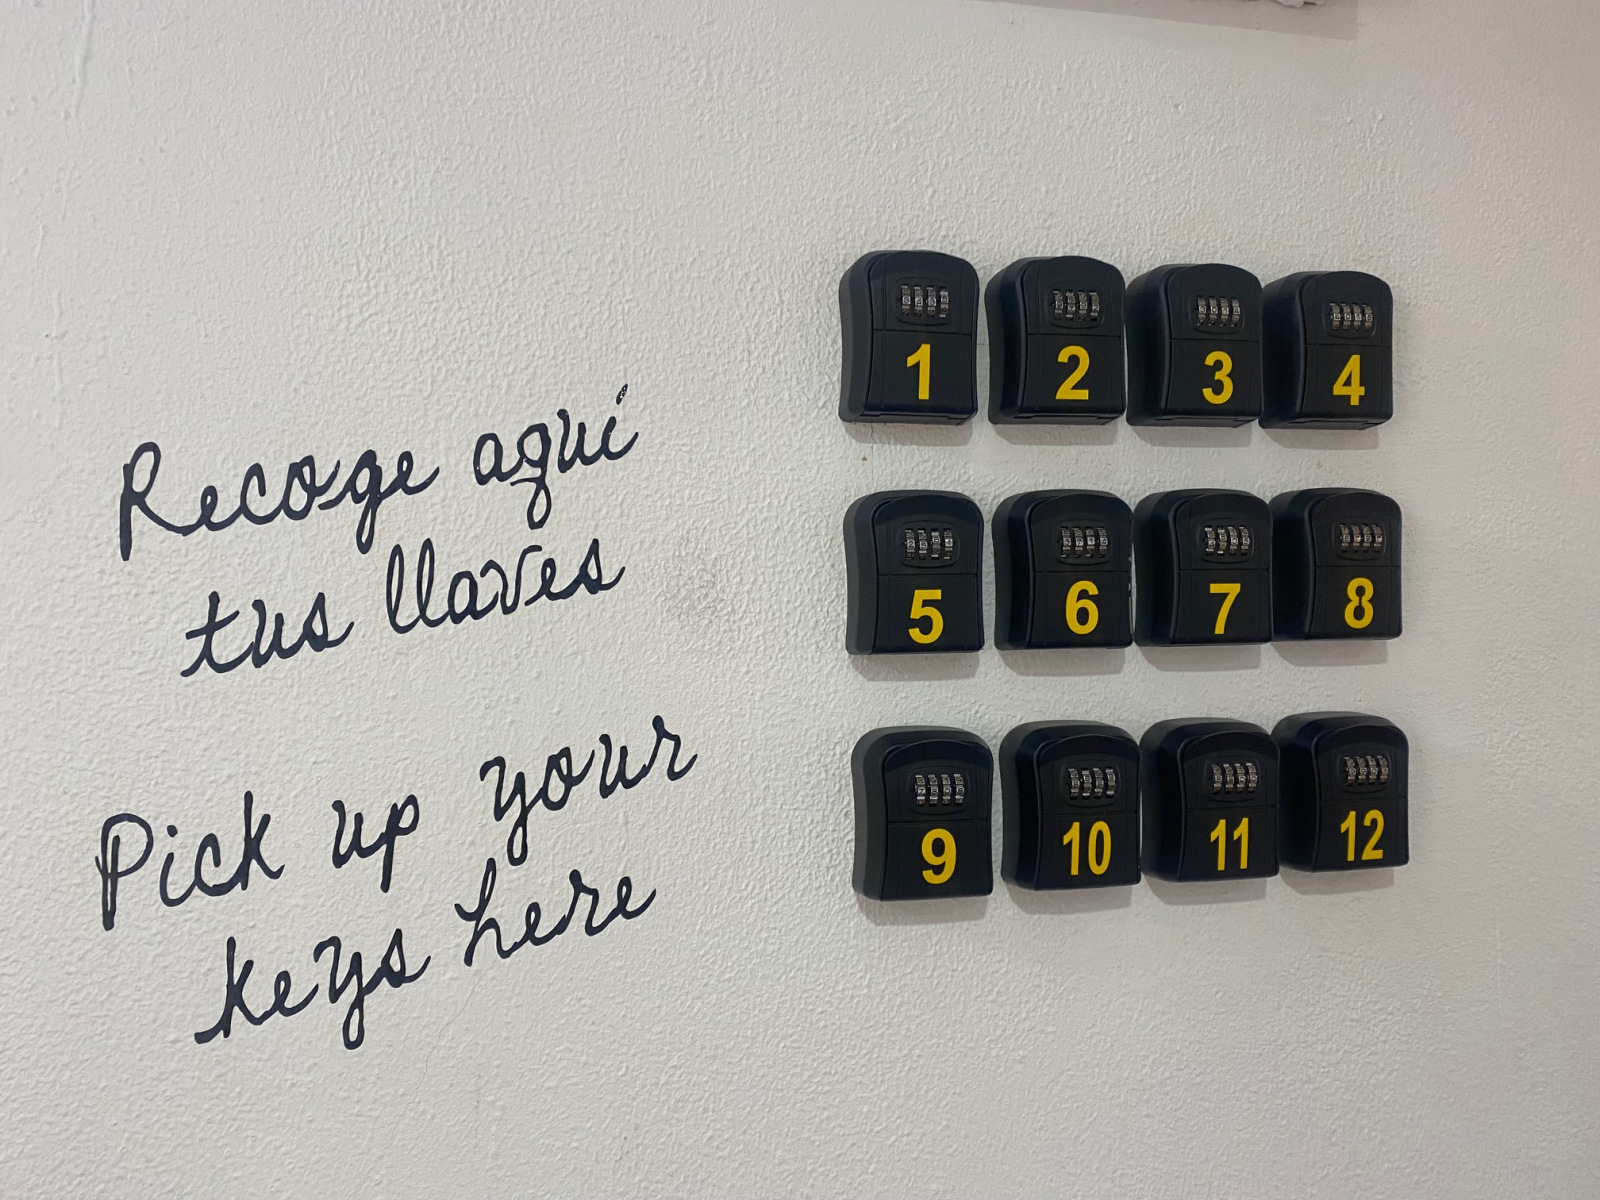 Recoge aquí
tus llaves
Pick up your
keys here
1 2 3 4
5 6 7 8
9 10 11 12